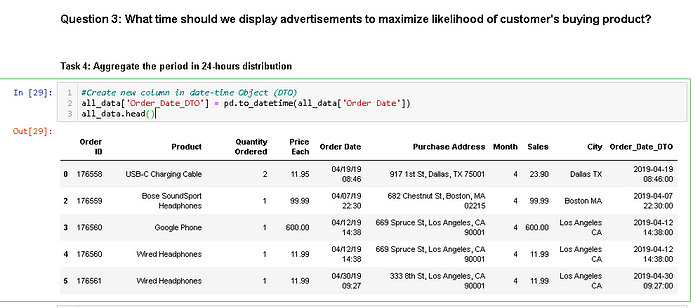 Question 3: What time should we display advertisements to maximize likelihood of customer's buying product?
Task 4: Aggregate the period in 24-hours distribution
In [29]:
1 #Create new column in date-time Object (DTO)
2 all_data['Order_Date_DTO'] = pd.to_datetime(all_data['Order Date'])
3 all_data.head()
Out[29]:
Order ID Product Quantity Ordered Price Each Order Date Purchase Address Month Sales City Order_Date_DTO
0 176558 USB-C Charging Cable 2 11.95 04/19/19 08:46 917 1st St, Dallas, TX 75001 4 23.90 Dallas TX 2019-04-19 08:46:00
2 176559 Bose SoundSport Headphones 1 99.99 04/07/19 22:30 682 Chestnut St, Boston, MA 02215 4 99.99 Boston MA 2019-04-07 22:30:00
3 176560 Google Phone 1 600.00 04/12/19 14:38 669 Spruce St, Los Angeles, CA 90001 4 600.00 Los Angeles CA 2019-04-12 14:38:00
4 176560 Wired Headphones 1 11.99 04/12/19 14:38 669 Spruce St, Los Angeles, CA 90001 4 11.99 Los Angeles CA 2019-04-12 14:38:00
5 176561 Wired Headphones 1 11.99 04/30/19 09:27 333 8th St, Los Angeles, CA 90001 4 11.99 Los Angeles CA 2019-04-30 09:27:00